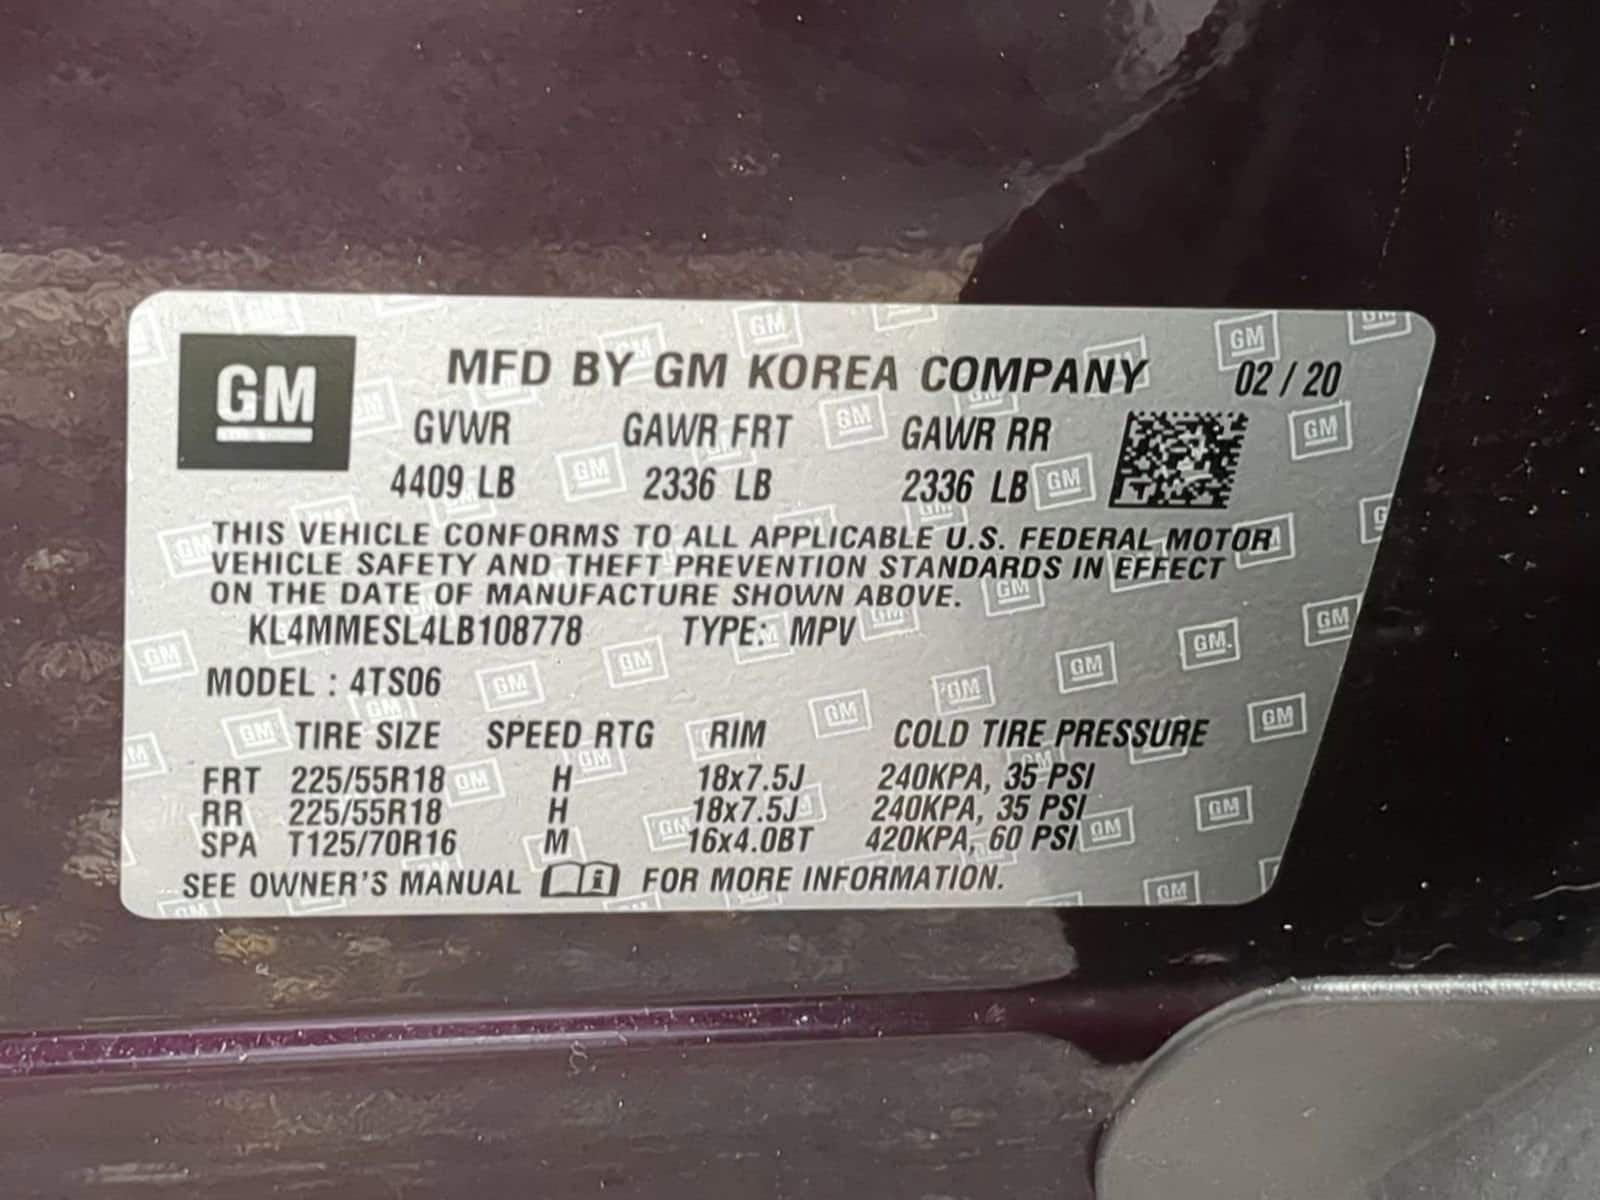 GM
MFD BY GM KOREA COMPANY 02 / 20
GVWR GAWR FRT GAWR RR
4409 LB 2336 LB 2336 LB
THIS VEHICLE CONFORMS TO ALL APPLICABLE U.S. FEDERAL MOTOR
VEHICLE SAFETY AND THEFT PREVENTION STANDARDS IN EFFECT
ON THE DATE OF MANUFACTURE SHOWN ABOVE.
KL4MMESL4LB108778 TYPE: MPV
MODEL : 4TS06
TIRE SIZE SPEED RTG RIM COLD TIRE PRESSURE
FRT 225/55R18 H 18x7.5J 240KPA, 35 PSI
RR 225/55R18 H 18x7.5J 240KPA, 35 PSI
SPA T125/70R16 M 16x4.0BT 420KPA, 60 PSI
SEE OWNER'S MANUAL FOR MORE INFORMATION.